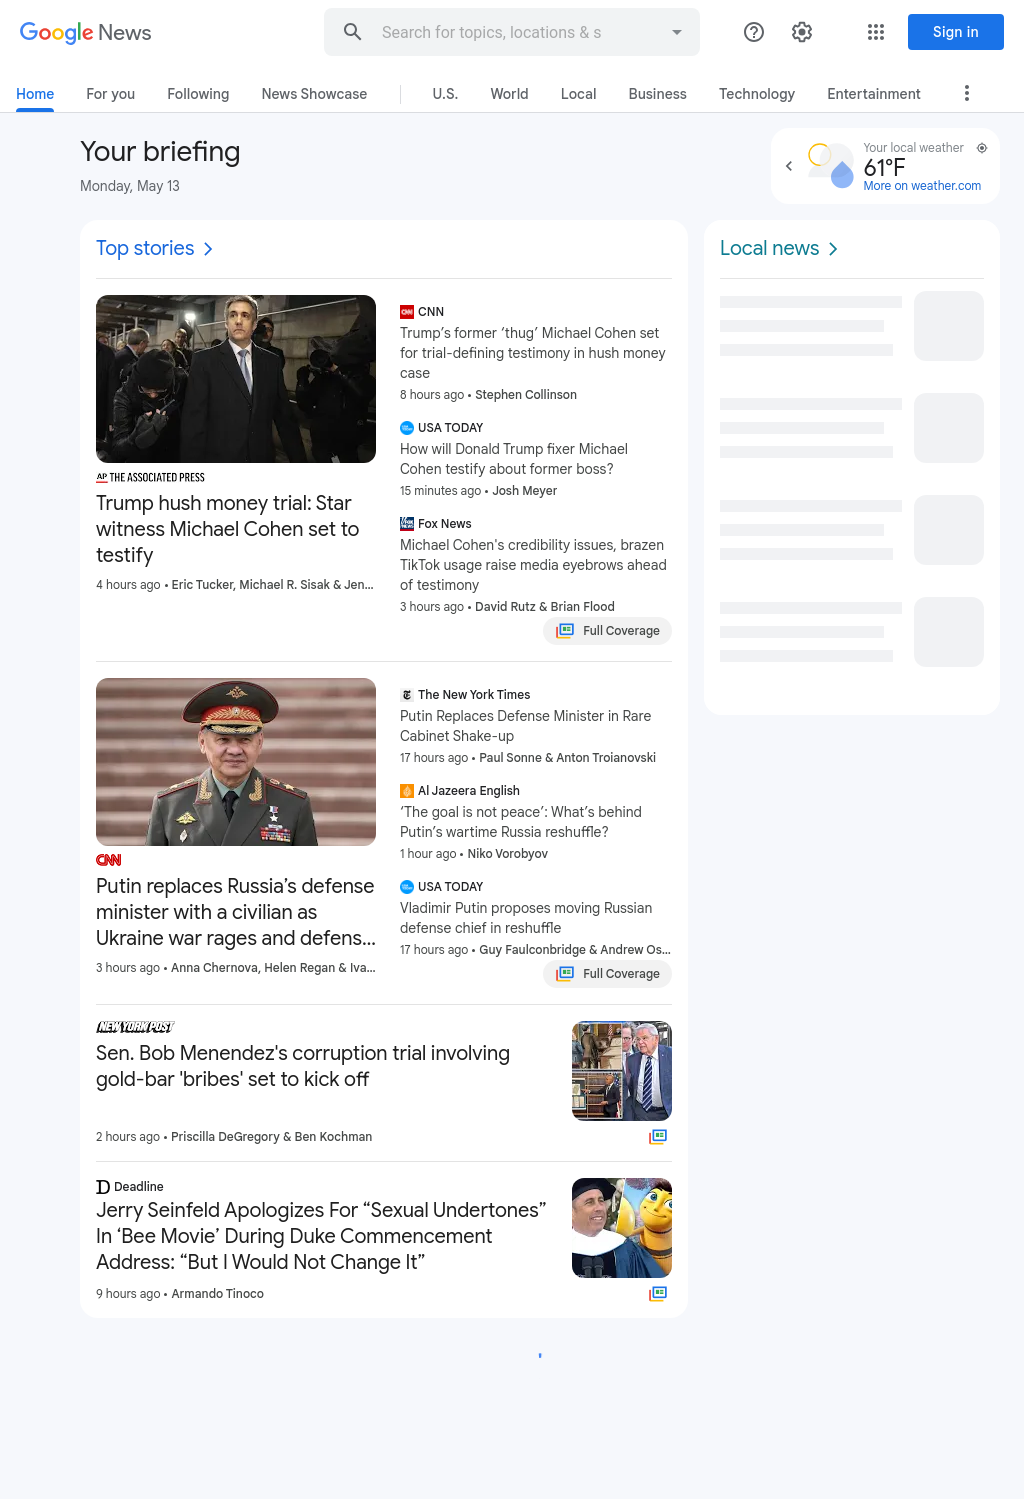 Google News
Search for topics, locations & s
Sign in
Home
For you
Following
News Showcase
U.S.
World
Local
Business
Technology
Entertainment
Your briefing
Monday, May 13
Your local weather
61°F
More on weather.com
Top stories
Local news
AP THE ASSOCIATED PRESS
Trump hush money trial: Star
witness Michael Cohen set to
testify
4 hours ago • Eric Tucker, Michael R. Sisak & Jen...
CNN
Trump’s former ‘thug’ Michael Cohen set
for trial-defining testimony in hush money
case
8 hours ago • Stephen Collinson
USA TODAY
How will Donald Trump fixer Michael
Cohen testify about former boss?
15 minutes ago • Josh Meyer
Fox News
Michael Cohen's credibility issues, brazen
TikTok usage raise media eyebrows ahead
of testimony
3 hours ago • David Rutz & Brian Flood
Full Coverage
CNN
Putin replaces Russia’s defense
minister with a civilian as
Ukraine war rages and defens...
3 hours ago • Anna Chernova, Helen Regan & Iva...
The New York Times
Putin Replaces Defense Minister in Rare
Cabinet Shake-up
17 hours ago • Paul Sonne & Anton Troianovski
Al Jazeera English
‘The goal is not peace’: What’s behind
Putin’s wartime Russia reshuffle?
1 hour ago • Niko Vorobyov
USA TODAY
Vladimir Putin proposes moving Russian
defense chief in reshuffle
17 hours ago • Guy Faulconbridge & Andrew Os...
Full Coverage
NEW YORK POST
Sen. Bob Menendez's corruption trial involving
gold-bar 'bribes' set to kick off
2 hours ago • Priscilla DeGregory & Ben Kochman
D Deadline
Jerry Seinfeld Apologizes For “Sexual Undertones”
In ‘Bee Movie’ During Duke Commencement
Address: “But I Would Not Change It”
9 hours ago • Armando Tinoco